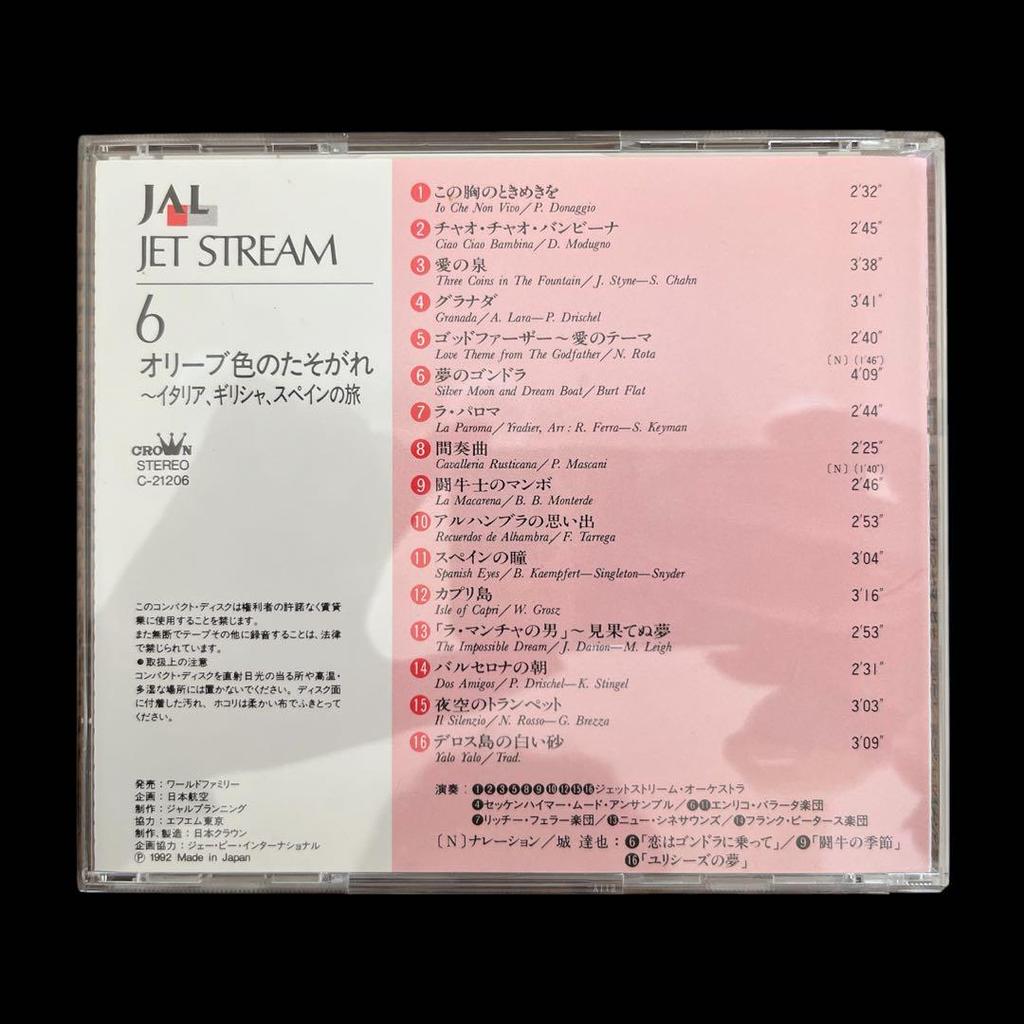 JAL
JET STREAM
6
オリーブ色のたそがれ
～イタリア、ギリシャ、スペインの旅
CROWN
STEREO
C-21206
このコンパクト・ディスクは権利者の許諾なく賃貸
業に使用することを禁じます。
また無断でテープその他に録音することは、法律
で禁じられています。
●取扱上の注意
コンパクト・ディスクを直射日光の当る所や高温・
多湿な場所には置かないでください。ディスク面
に付着した汚れ、ホコリは柔かい布でふきとって
ください。
発売：ワールドファミリー
企画：日本航空
制作：ジャルプランニング
協力：エフエム東京
制作、製造：日本クラウン
企画協力：ジェー・ビー・インターナショナル
Ⓟ 1992 Made in Japan
1 この胸のときめきを 2′32″
Io Che Non Vivo／P. Donaggio
2 チャオ・チャオ・バンビーナ 2′45″
Ciao Ciao Bambina／D. Modugno
3 愛の泉 3′38″
Three Coins in The Fountain／J. Styne—S. Chahn
4 グラナダ 3′41″
Granada／A. Lara—P. Drischel
5 ゴッドファーザー～愛のテーマ 2′40″
Love Theme from The Godfather／N. Rota
〔N〕(1′46″)
6 夢のゴンドラ 4′09″
Silver Moon and Dream Boat／Burt Flat
7 ラ・パロマ 2′44″
La Paroma／Yradier, Arr : R. Ferra—S. Keyman
8 間奏曲 2′25″
Cavalleria Rusticana／P. Mascani
〔N〕(1′40″)
9 闘牛士のマンボ 2′46″
La Macarena／B. B. Monterde
10 アルハンブラの思い出 2′53″
Recuerdos de Alhambra／F. Tarrega
11 スペインの瞳 3′04″
Spanish Eyes／B. Kaempfert—Singleton—Snyder
12 カプリ島 3′16″
Isle of Capri／W. Grosz
13 「ラ・マンチャの男」～見果てぬ夢 2′53″
The Impossible Dream／J. Darion—M. Leigh
14 バルセロナの朝 2′31″
Dos Amigos／P. Drischel—K. Stingel
15 夜空のトランペット 3′03″
Il Silenzio／N. Rosso—G. Brezza
16 デロス島の白い砂 3′09″
Yalo Yalo／Trad.
演奏：❶❷❸❺❽❾❿⓬⓯⓰ジェットストリーム・オーケストラ
❹セッケンハイマー・ムード・アンサンブル／❻⓫エンリコ・バラータ楽団
❼リッチー・フェラー楽団／⓭ニュー・シネサウンズ／⓮フランク・ピータース楽団
〔N〕ナレーション／城 達也：❻「恋はゴンドラに乗って」／❾「闘牛の季節」
⓰「ユリシーズの夢」